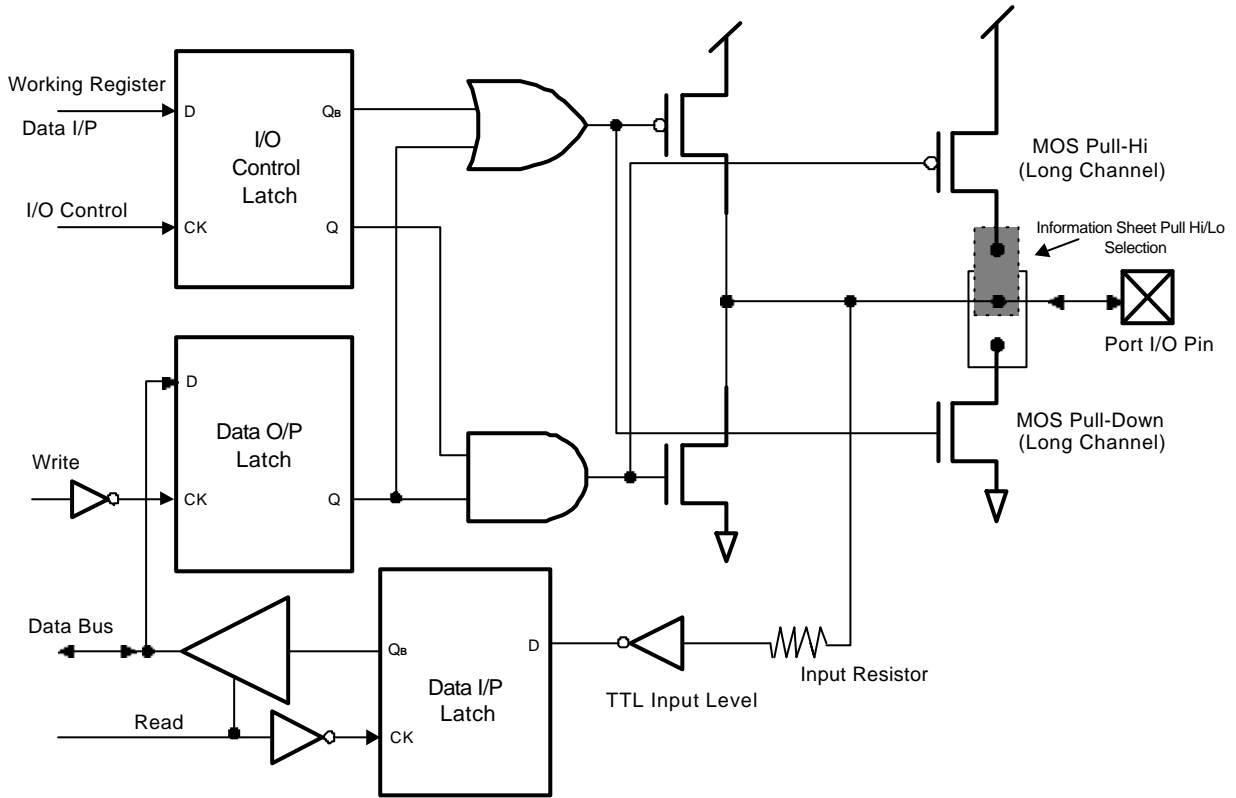 Working Register
Data I/P
I/O Control
D
CK
I/O
Control
Latch
QB
Q
MOS Pull-Hi
(Long Channel)
Information Sheet Pull Hi/Lo
Selection
Port I/O Pin
MOS Pull-Down
(Long Channel)
Write
D
CK
Data O/P
Latch
Q
Data Bus
Read
QB
D
CK
Data I/P
Latch
TTL Input Level
Input Resistor